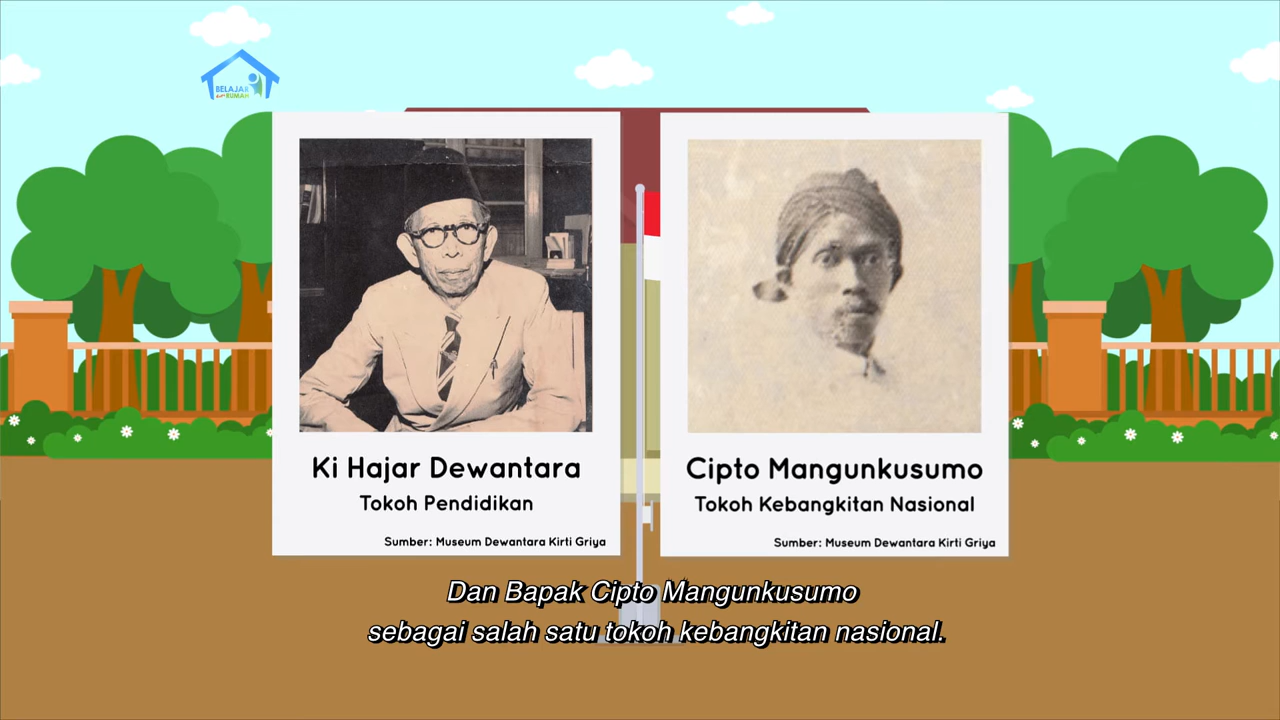 BELAJAR
dari RUMAH
Ki Hajar Dewantara
Tokoh Pendidikan
Sumber: Museum Dewantara Kirti Griya
Cipto Mangunkusumo
Tokoh Kebangkitan Nasional
Sumber: Museum Dewantara Kirti Griya
Dan Bapak Cipto Mangunkusumo
sebagai salah satu tokoh kebangkitan nasional.